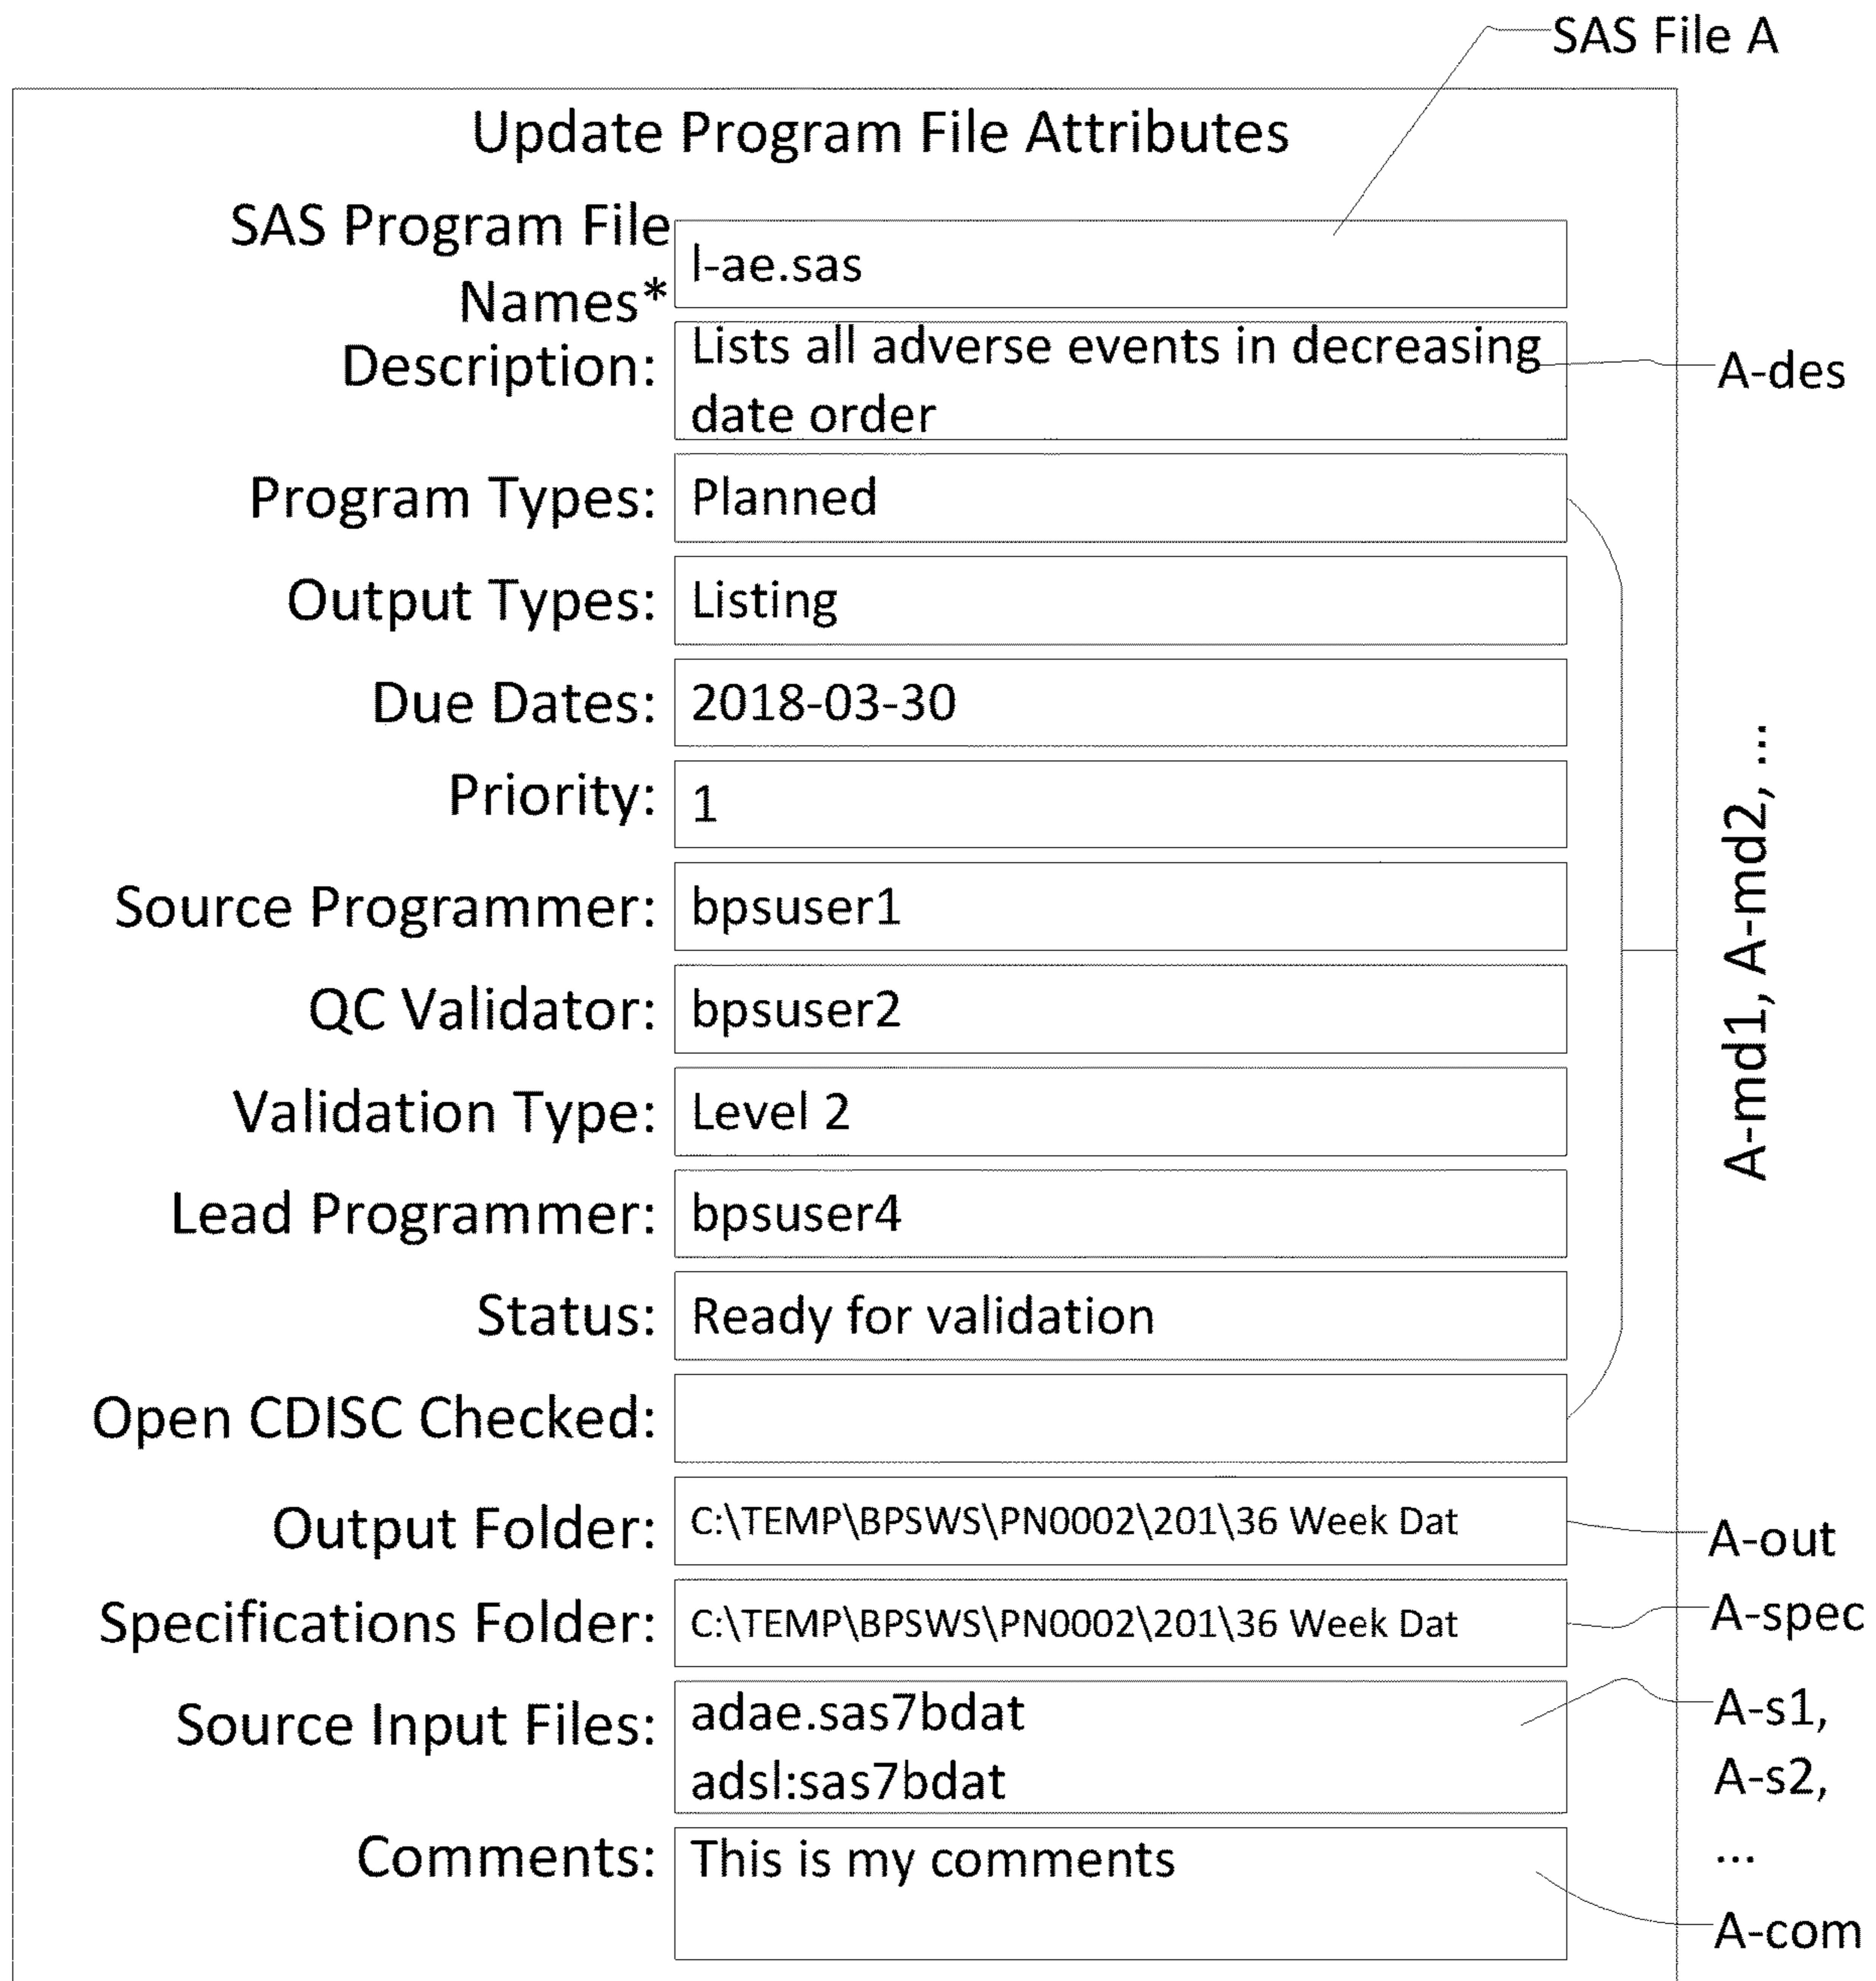 SAS File A
Update Program File Attributes
SAS Program File
Names*
l-ae.sas
Description:
Lists all adverse events in decreasing
date order
A-des
Program Types:
Planned
Output Types:
Listing
Due Dates:
2018-03-30
Priority:
1
Source Programmer:
bpsuser1
QC Validator:
bpsuser2
Validation Type:
Level 2
Lead Programmer:
bpsuser4
Status:
Ready for validation
Open CDISC Checked:
A-md1, A-md2, ...
Output Folder:
C:\TEMP\BPSWS\PN0002\201\36 Week Dat
A-out
Specifications Folder:
C:\TEMP\BPSWS\PN0002\201\36 Week Dat
A-spec
Source Input Files:
adae.sas7bdat
adsl:sas7bdat
A-s1,
A-s2,
...
Comments:
This is my comments
A-com